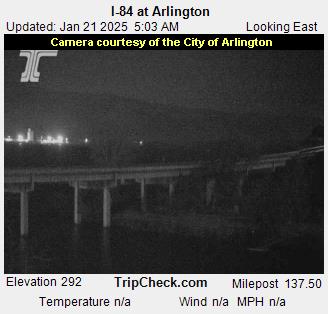 I-84 at Arlington
Updated: Jan 21 2025 5:03 AM Looking East
Camera courtesy of the City of Arlington
Elevation 292 TripCheck.com Milepost 137.50
Temperature n/a Wind n/a MPH n/a